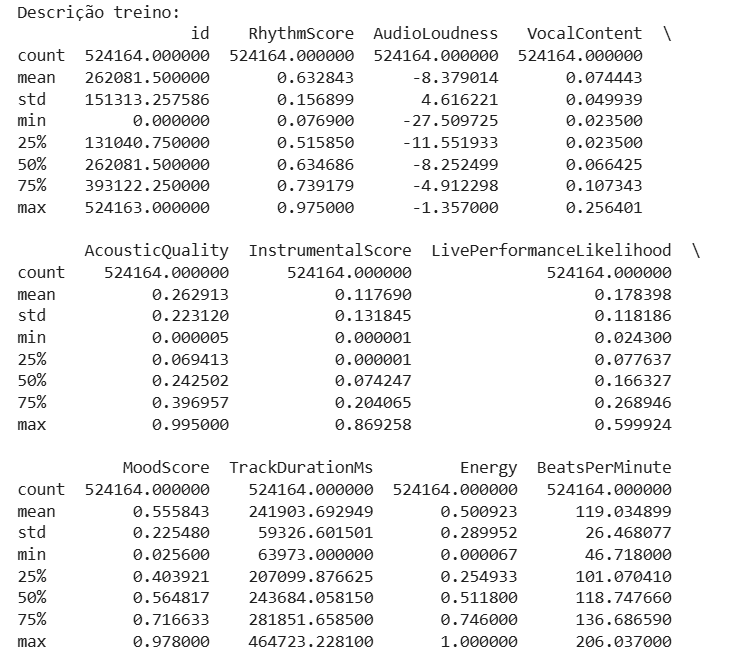 Descrição treino:
id RhythmScore AudioLoudness VocalContent \
count 524164.000000 524164.000000 524164.000000 524164.000000
mean 262081.500000 0.632843 -8.379014 0.074443
std 151313.257586 0.156899 4.616221 0.049939
min 0.000000 0.076900 -27.509725 0.023500
25% 131040.750000 0.515850 -11.551933 0.023500
50% 262081.500000 0.634686 -8.252499 0.066425
75% 393122.250000 0.739179 -4.912298 0.107343
max 524163.000000 0.975000 -1.357000 0.256401
AcousticQuality InstrumentalScore LivePerformanceLikelihood \
count 524164.000000 524164.000000 524164.000000
mean 0.262913 0.117690 0.178398
std 0.223120 0.131845 0.118186
min 0.000005 0.000001 0.024300
25% 0.069413 0.000001 0.077637
50% 0.242502 0.074247 0.166327
75% 0.396957 0.204065 0.268946
max 0.995000 0.869258 0.599924
MoodScore TrackDurationMs Energy BeatsPerMinute
count 524164.000000 524164.000000 524164.000000 524164.000000
mean 0.555843 241903.692949 0.500923 119.034899
std 0.225480 59326.601501 0.289952 26.468077
min 0.025600 63973.000000 0.000067 46.718000
25% 0.403921 207099.876625 0.254933 101.070410
50% 0.564817 243684.058150 0.511800 118.747660
75% 0.716633 281851.658500 0.746000 136.686590
max 0.978000 464723.228100 1.000000 206.037000